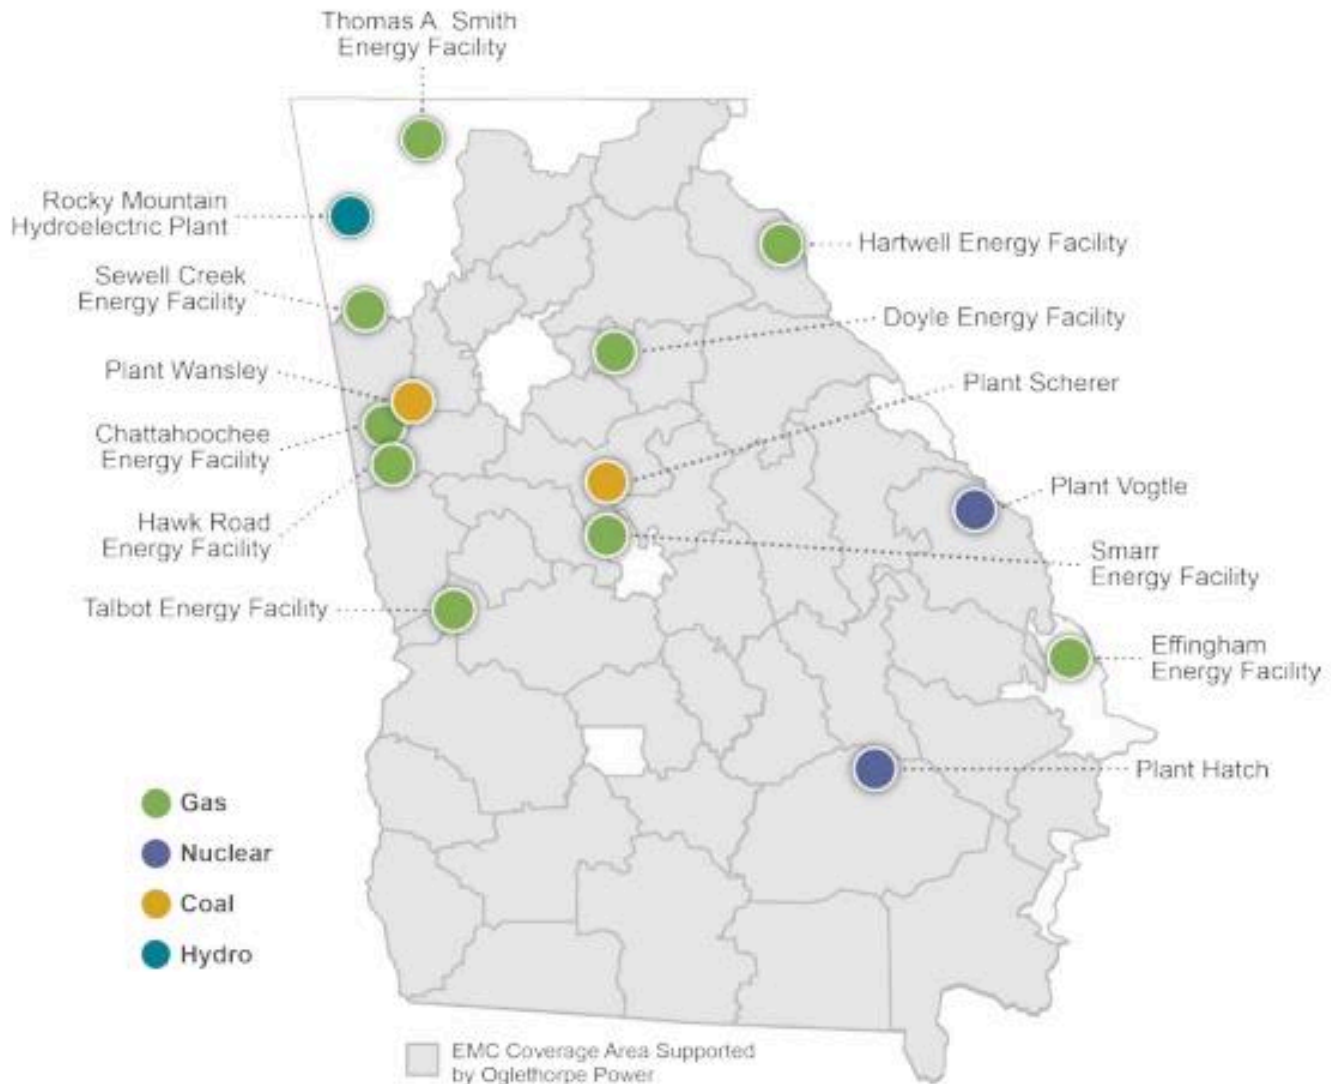 Thomas A. Smith
Energy Facility
Rocky Mountain
Hydroelectric Plant
Sewell Creek
Energy Facility
Plant Wansley
Chattahoochee
Energy Facility
Hawk Road
Energy Facility
Talbot Energy Facility
Hartwell Energy Facility
Doyle Energy Facility
Plant Scherer
Plant Vogtle
Smarr
Energy Facility
Effingham
Energy Facility
Plant Hatch
Gas
Nuclear
Coal
Hydro
EMC Coverage Area Supported
by Oglethorpe Power